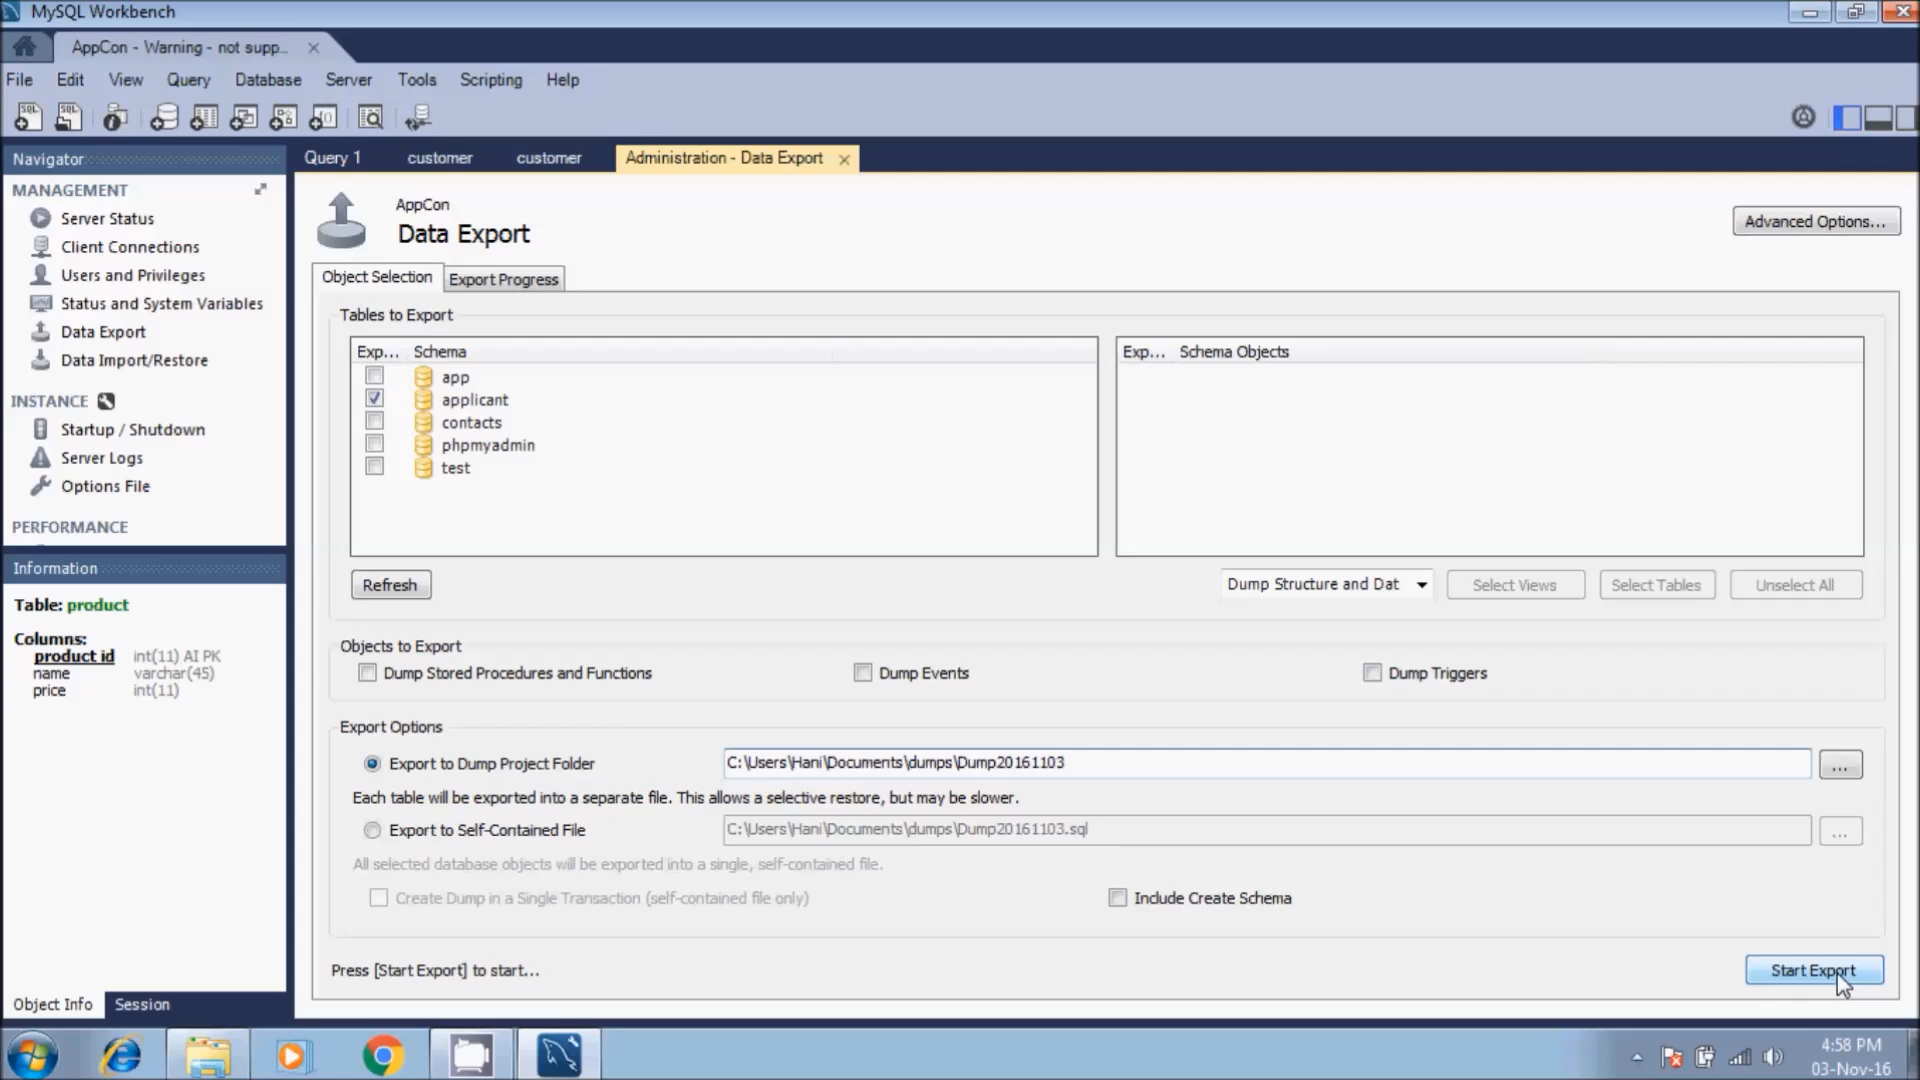 MySQL Workbench
AppCon - Warning - not supp...
File Edit View Query Database Server Tools Scripting Help
Navigator
MANAGEMENT
Server Status
Client Connections
Users and Privileges
Status and System Variables
Data Export
Data Import/Restore
INSTANCE
Startup / Shutdown
Server Logs
Options File
PERFORMANCE
Information
Table: product
Columns:
product id int(11) AI PK
name varchar(45)
price int(11)
Object Info Session
Query 1 customer customer Administration - Data Export
AppCon
Data Export
Advanced Options...
Object Selection Export Progress
Tables to Export
Exp... Schema
app
applicant
contacts
phpmyadmin
test
Exp... Schema Objects
Refresh Dump Structure and Dat Select Views Select Tables Unselect All
Objects to Export
Dump Stored Procedures and Functions Dump Events Dump Triggers
Export Options
Export to Dump Project Folder C:\Users\Hani\Documents\dumps\Dump20161103 ...
Each table will be exported into a separate file. This allows a selective restore, but may be slower.
Export to Self-Contained File C:\Users\Hani\Documents\dumps\Dump20161103.sql ...
All selected database objects will be exported into a single, self-contained file.
Create Dump in a Single Transaction (self-contained file only) Include Create Schema
Press [Start Export] to start... Start Export
4:58 PM
03-Nov-16